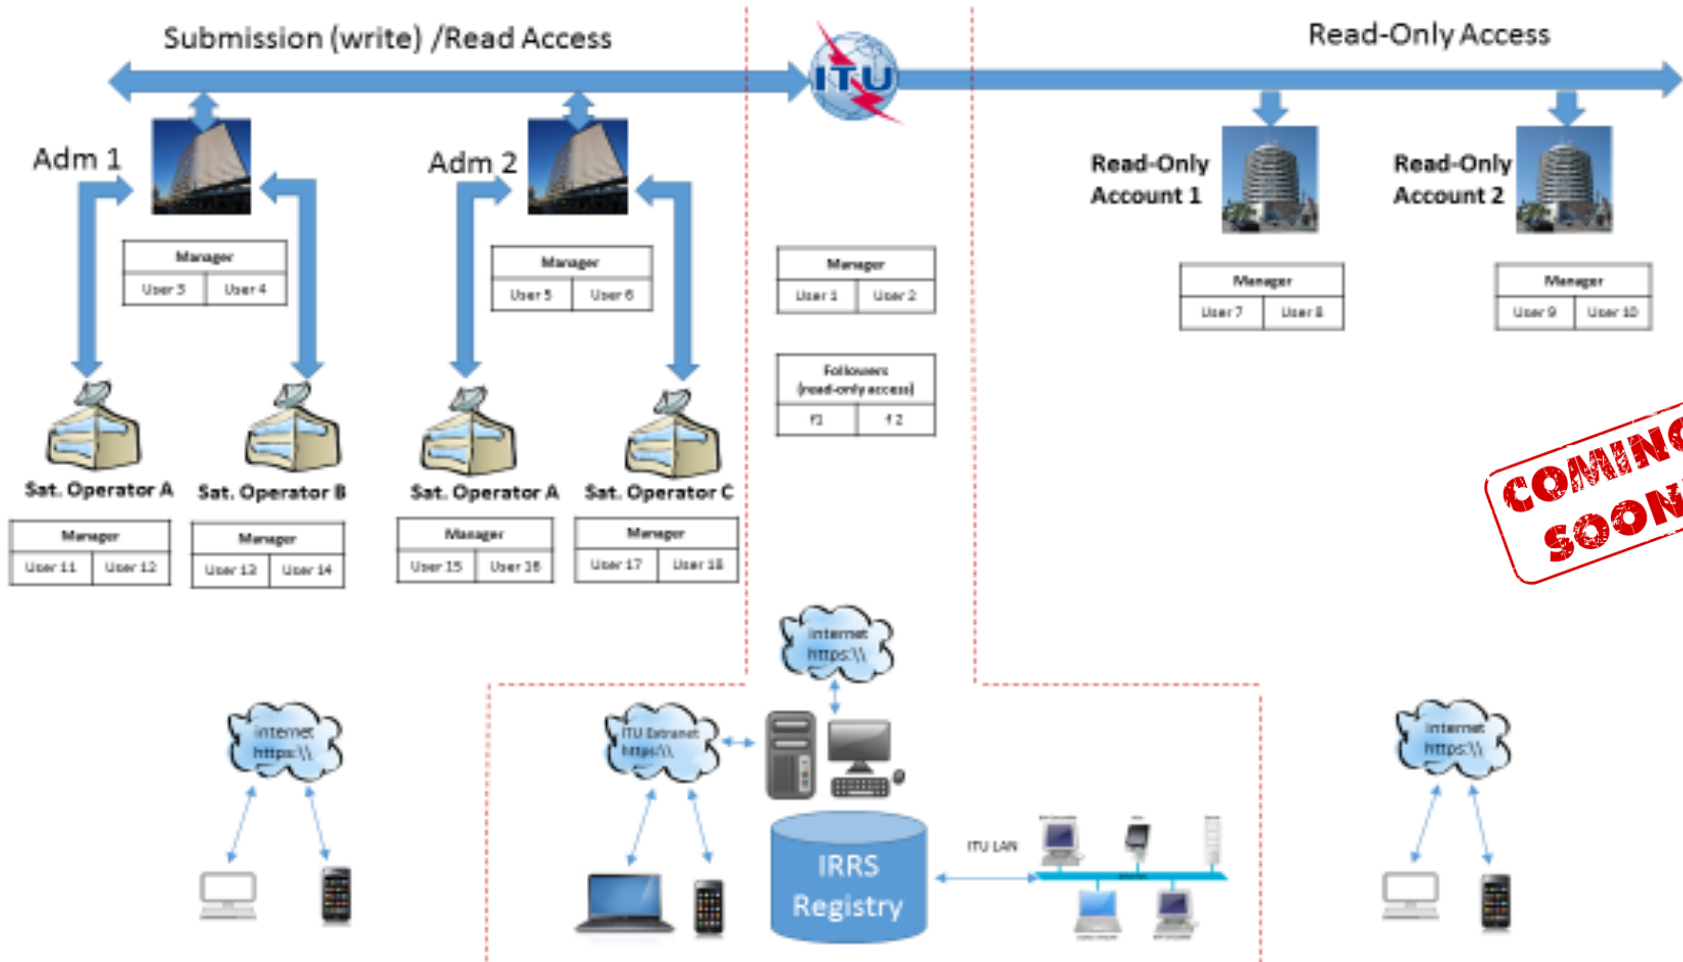 Submission (write) /Read Access
Read-Only Access
ITU
Adm 1
Adm 2
Read-Only
Account 1
Read-Only
Account 2
Manager
User 3 User 4
Manager
User 5 User 6
Manager
User 1 User 2
Manager
User 7 User 8
Manager
User 9 User 10
Followers
(read-only access)
f1 f 2
COMING
SOON
Sat. Operator A
Sat. Operator B
Sat. Operator A
Sat. Operator C
Manager
User 11 User 12
Manager
User 13 User 14
Manager
User 15 User 16
Manager
User 17 User 18
Internet
https:\\
Internet
https:\\
ITU Extranet
https:\\
Internet
https:\\
IRRS
Registry
ITU LAN